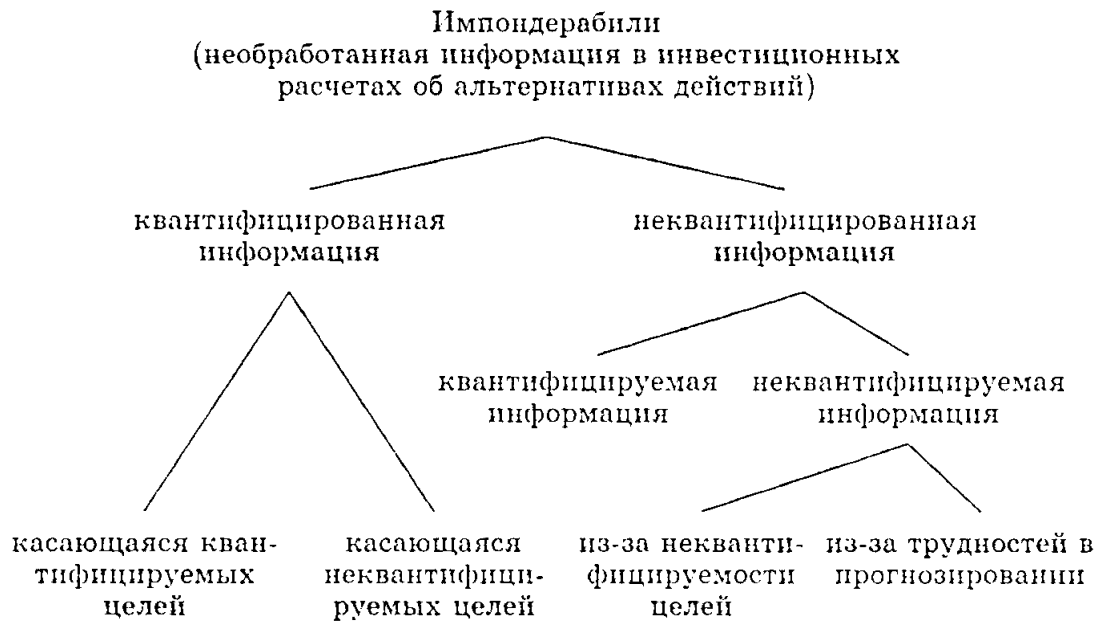 Импондерабили
(необработанная информация в инвестиционных
расчетах об альтернативах действий)
квантифицированная
информация
неквантифицированная
информация
квантифицируемая
информация
неквантифицируемая
информация
касающаяся кван-
тифицируемых
целей
касающаяся
неквантифици-
руемых целей
из-за некванти-
фицируемости
целей
из-за трудностей в
прогнозировании